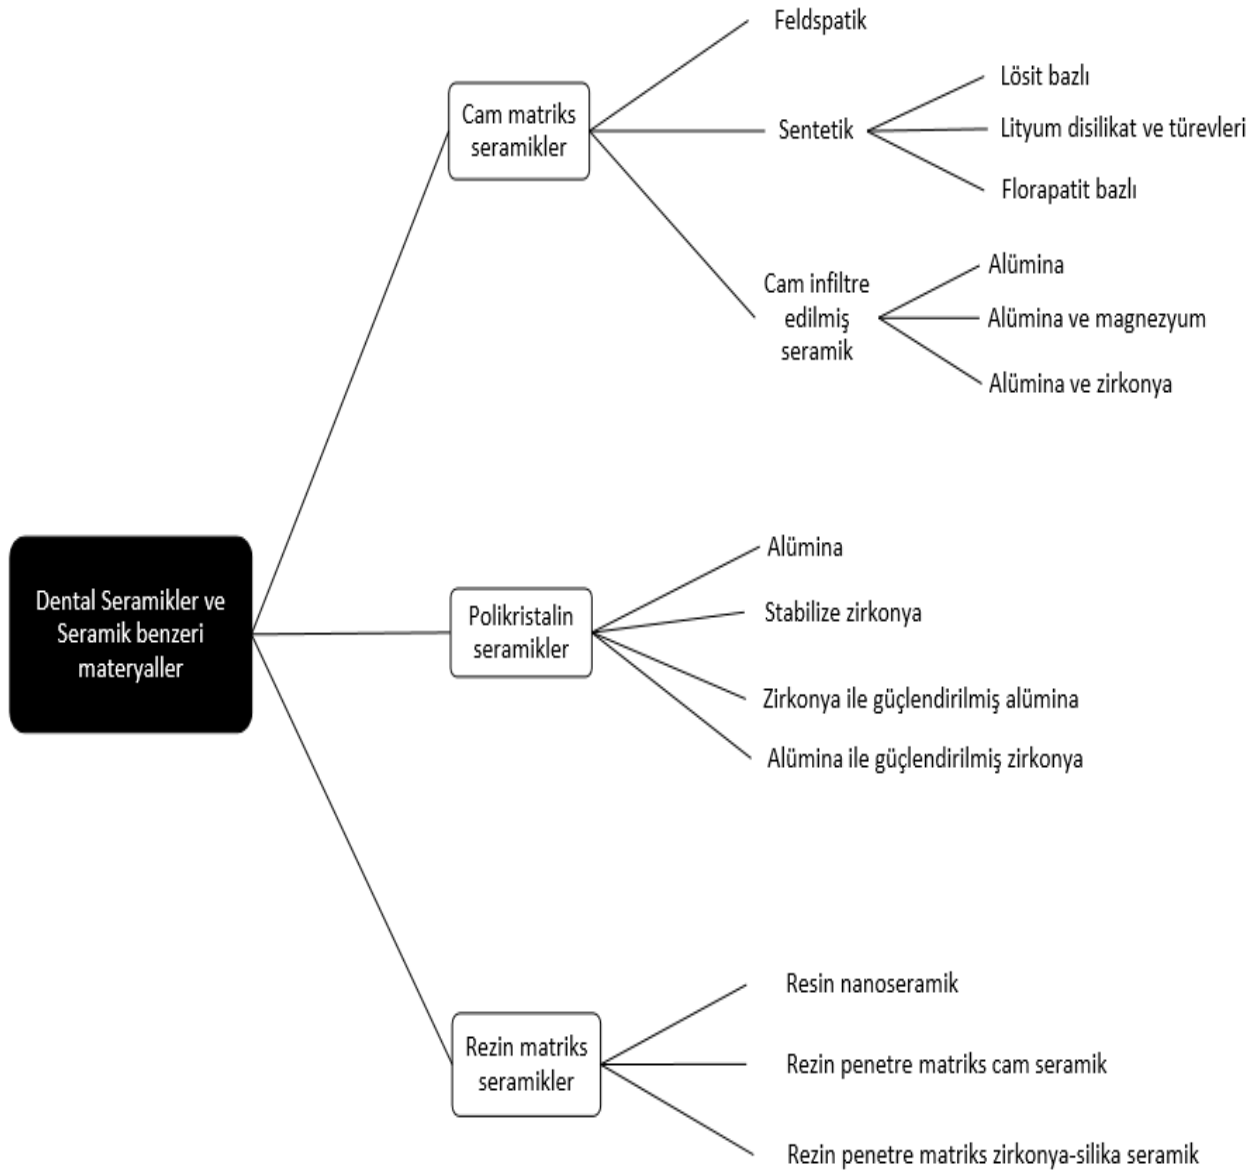 Dental Seramikler ve
Seramik benzeri
materyaller
Cam matriks
seramikler
Feldspatik
Sentetik
Lösit bazlı
Lityum disilikat ve türevleri
Florapatit bazlı
Cam infiltre
edilmiş
seramik
Alümina
Alümina ve magnezyum
Alümina ve zirkonya
Polikristalin
seramikler
Alümina
Stabilize zirkonya
Zirkonya ile güçlendirilmiş alümina
Alümina ile güçlendirilmiş zirkonya
Rezin matriks
seramikler
Resin nanoseramik
Rezin penetre matriks cam seramik
Rezin penetre matriks zirkonya-silika seramik